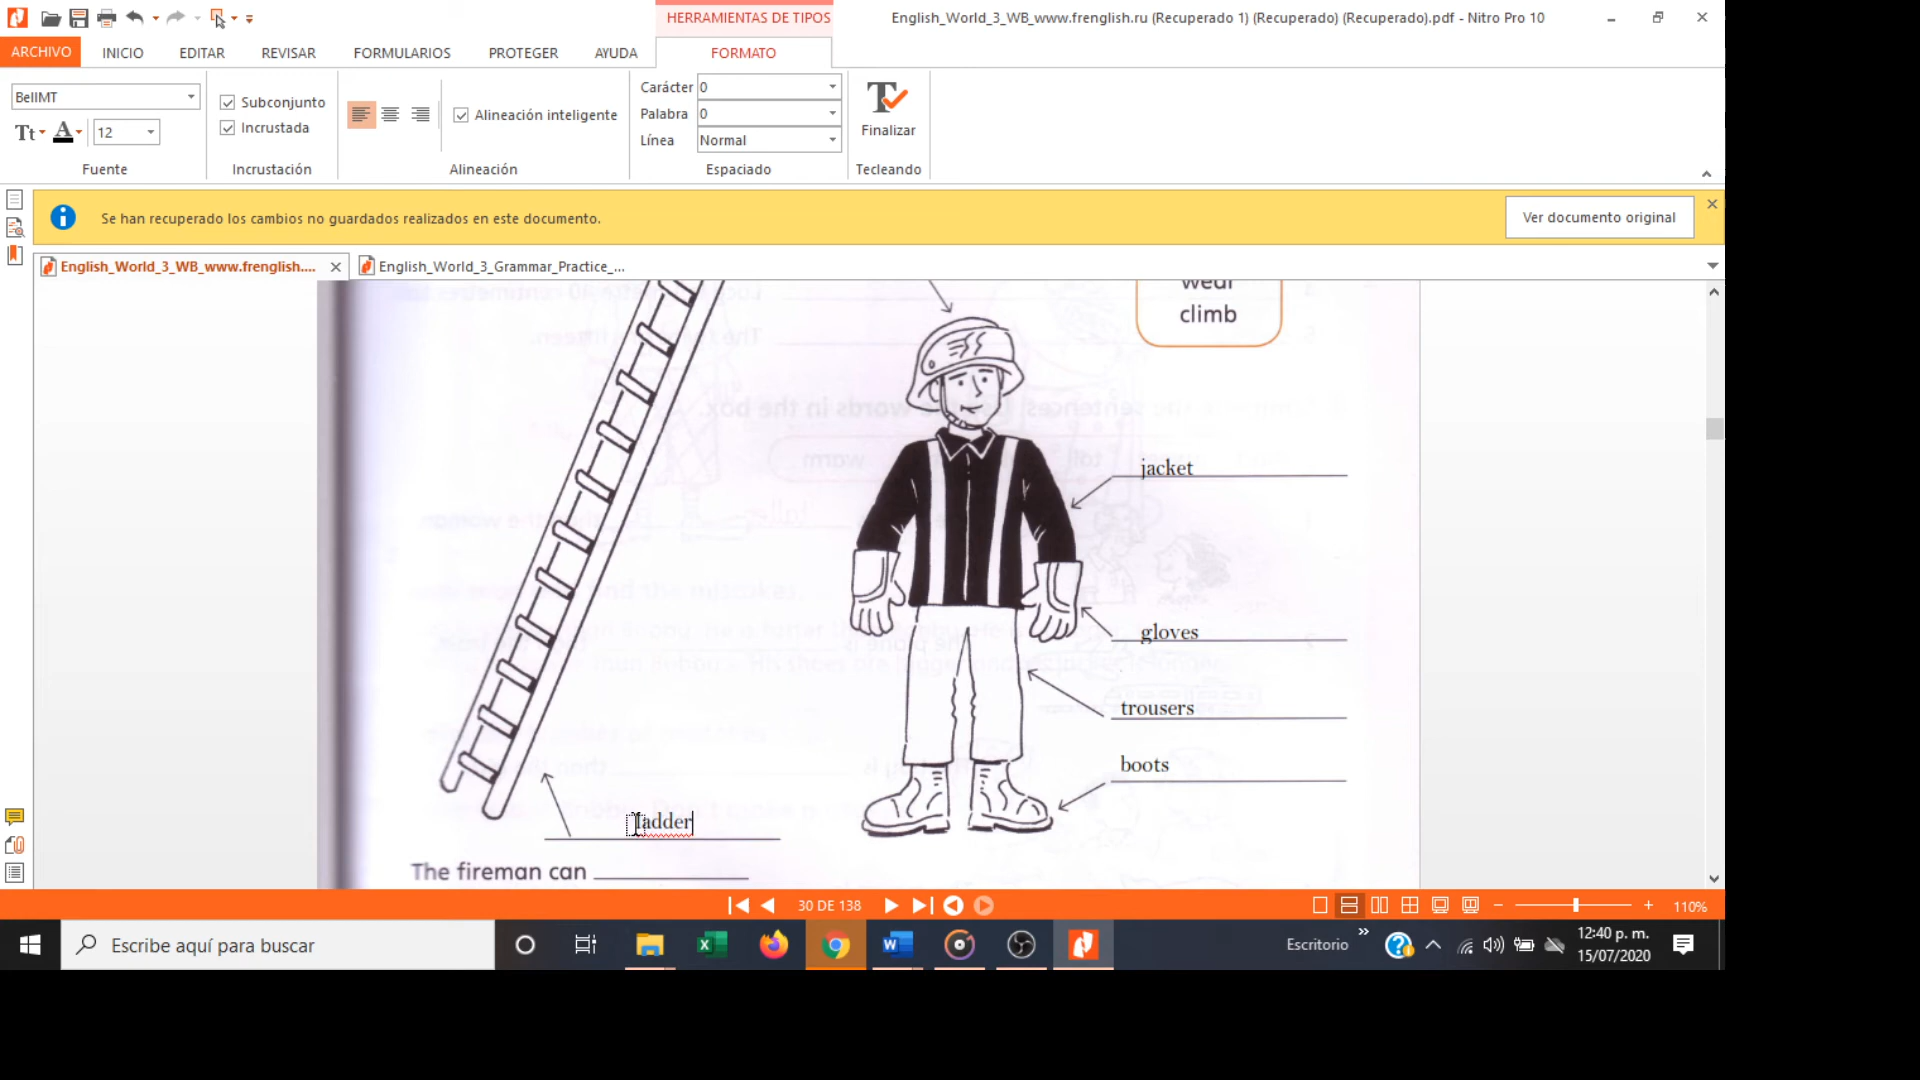 HERRAMIENTAS DE TIPOS
English_World_3_WB_www.frenglish.ru (Recuperado 1) (Recuperado) (Recuperado).pdf - Nitro Pro 10
ARCHIVO INICIO EDITAR REVISAR FORMULARIOS PROTEGER AYUDA FORMATO
BellMT
Subconjunto
Alineación inteligente
Carácter 0
Palabra 0
Línea Normal
Tt A 12
Incrustada
Finalizar
Fuente Incrustación Alineación Espaciado Tecleando
Se han recuperado los cambios no guardados realizados en este documento.
Ver documento original
English_World_3_WB_www.frenglish....
English_World_3_Grammar_Practice_...
wear
climb
jacket
gloves
trousers
boots
ladder
The fireman can
30 DE 138
110%
Escribe aquí para buscar
Escritorio
12:40 p. m.
15/07/2020